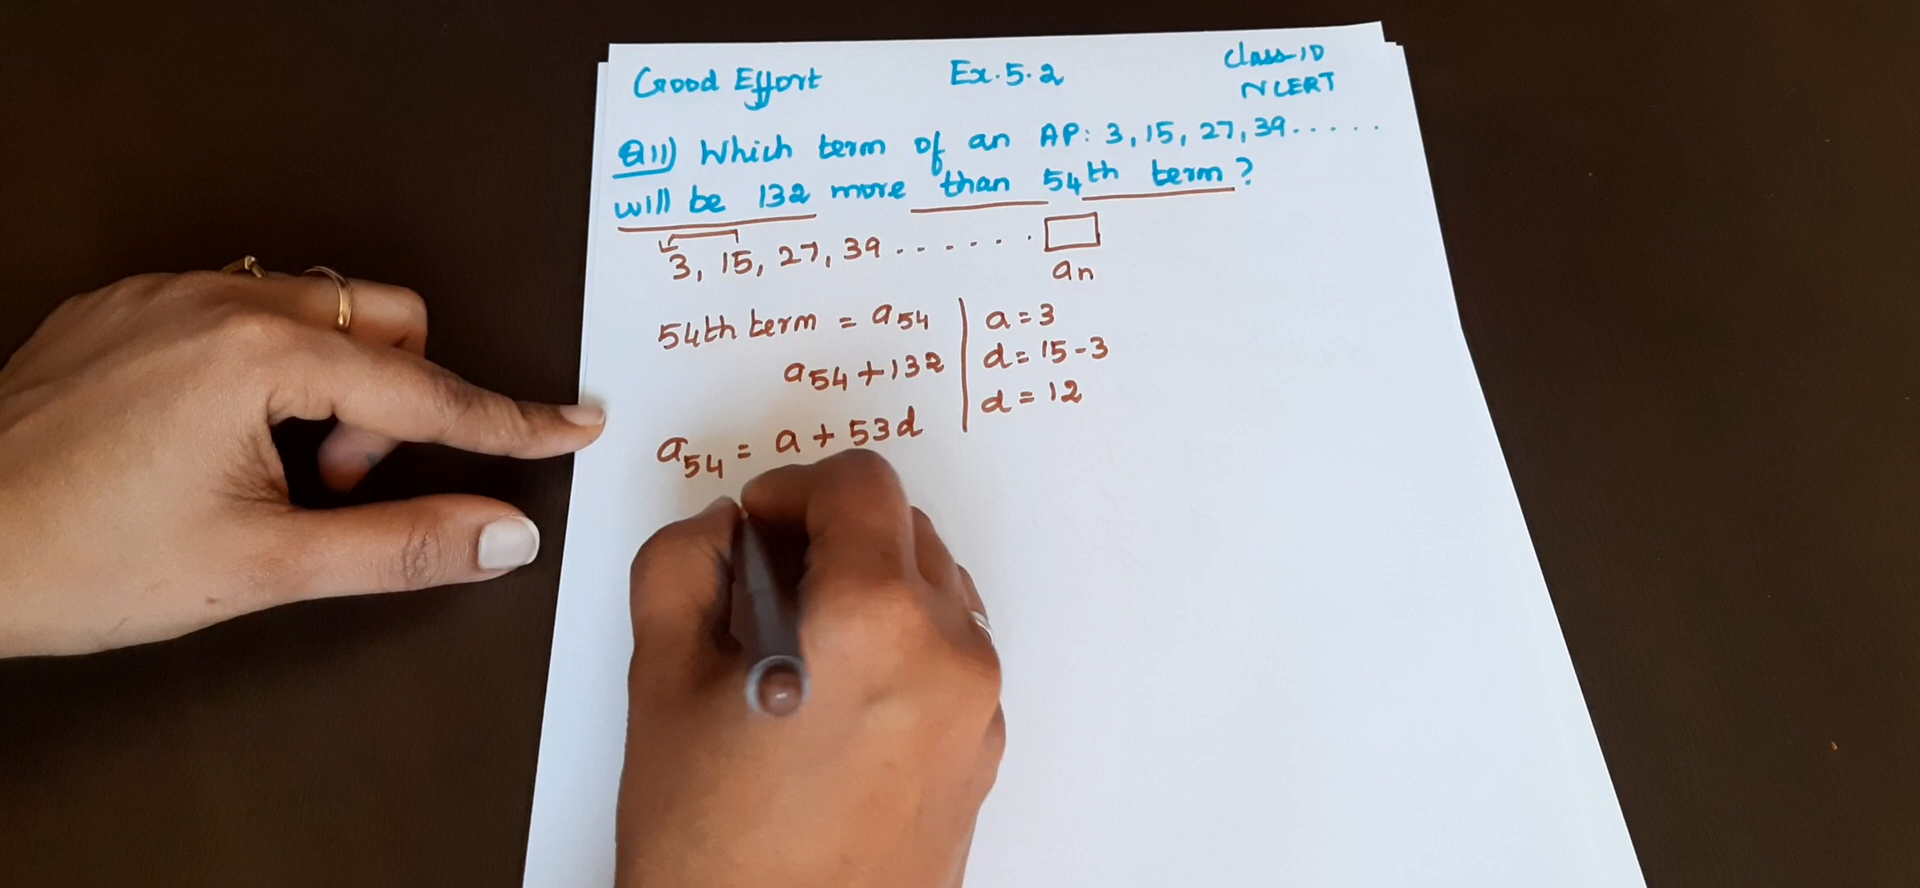 Good Effort Ex.5.2 Class-10
NCERT
Q11) Which term of an AP: 3, 15, 27, 39.....
will be 132 more than 54th term?
3, 15, 27, 39 ......
an
54th term = a54
a54+132
a54 = a + 53d
a = 3
d = 15-3
d = 12